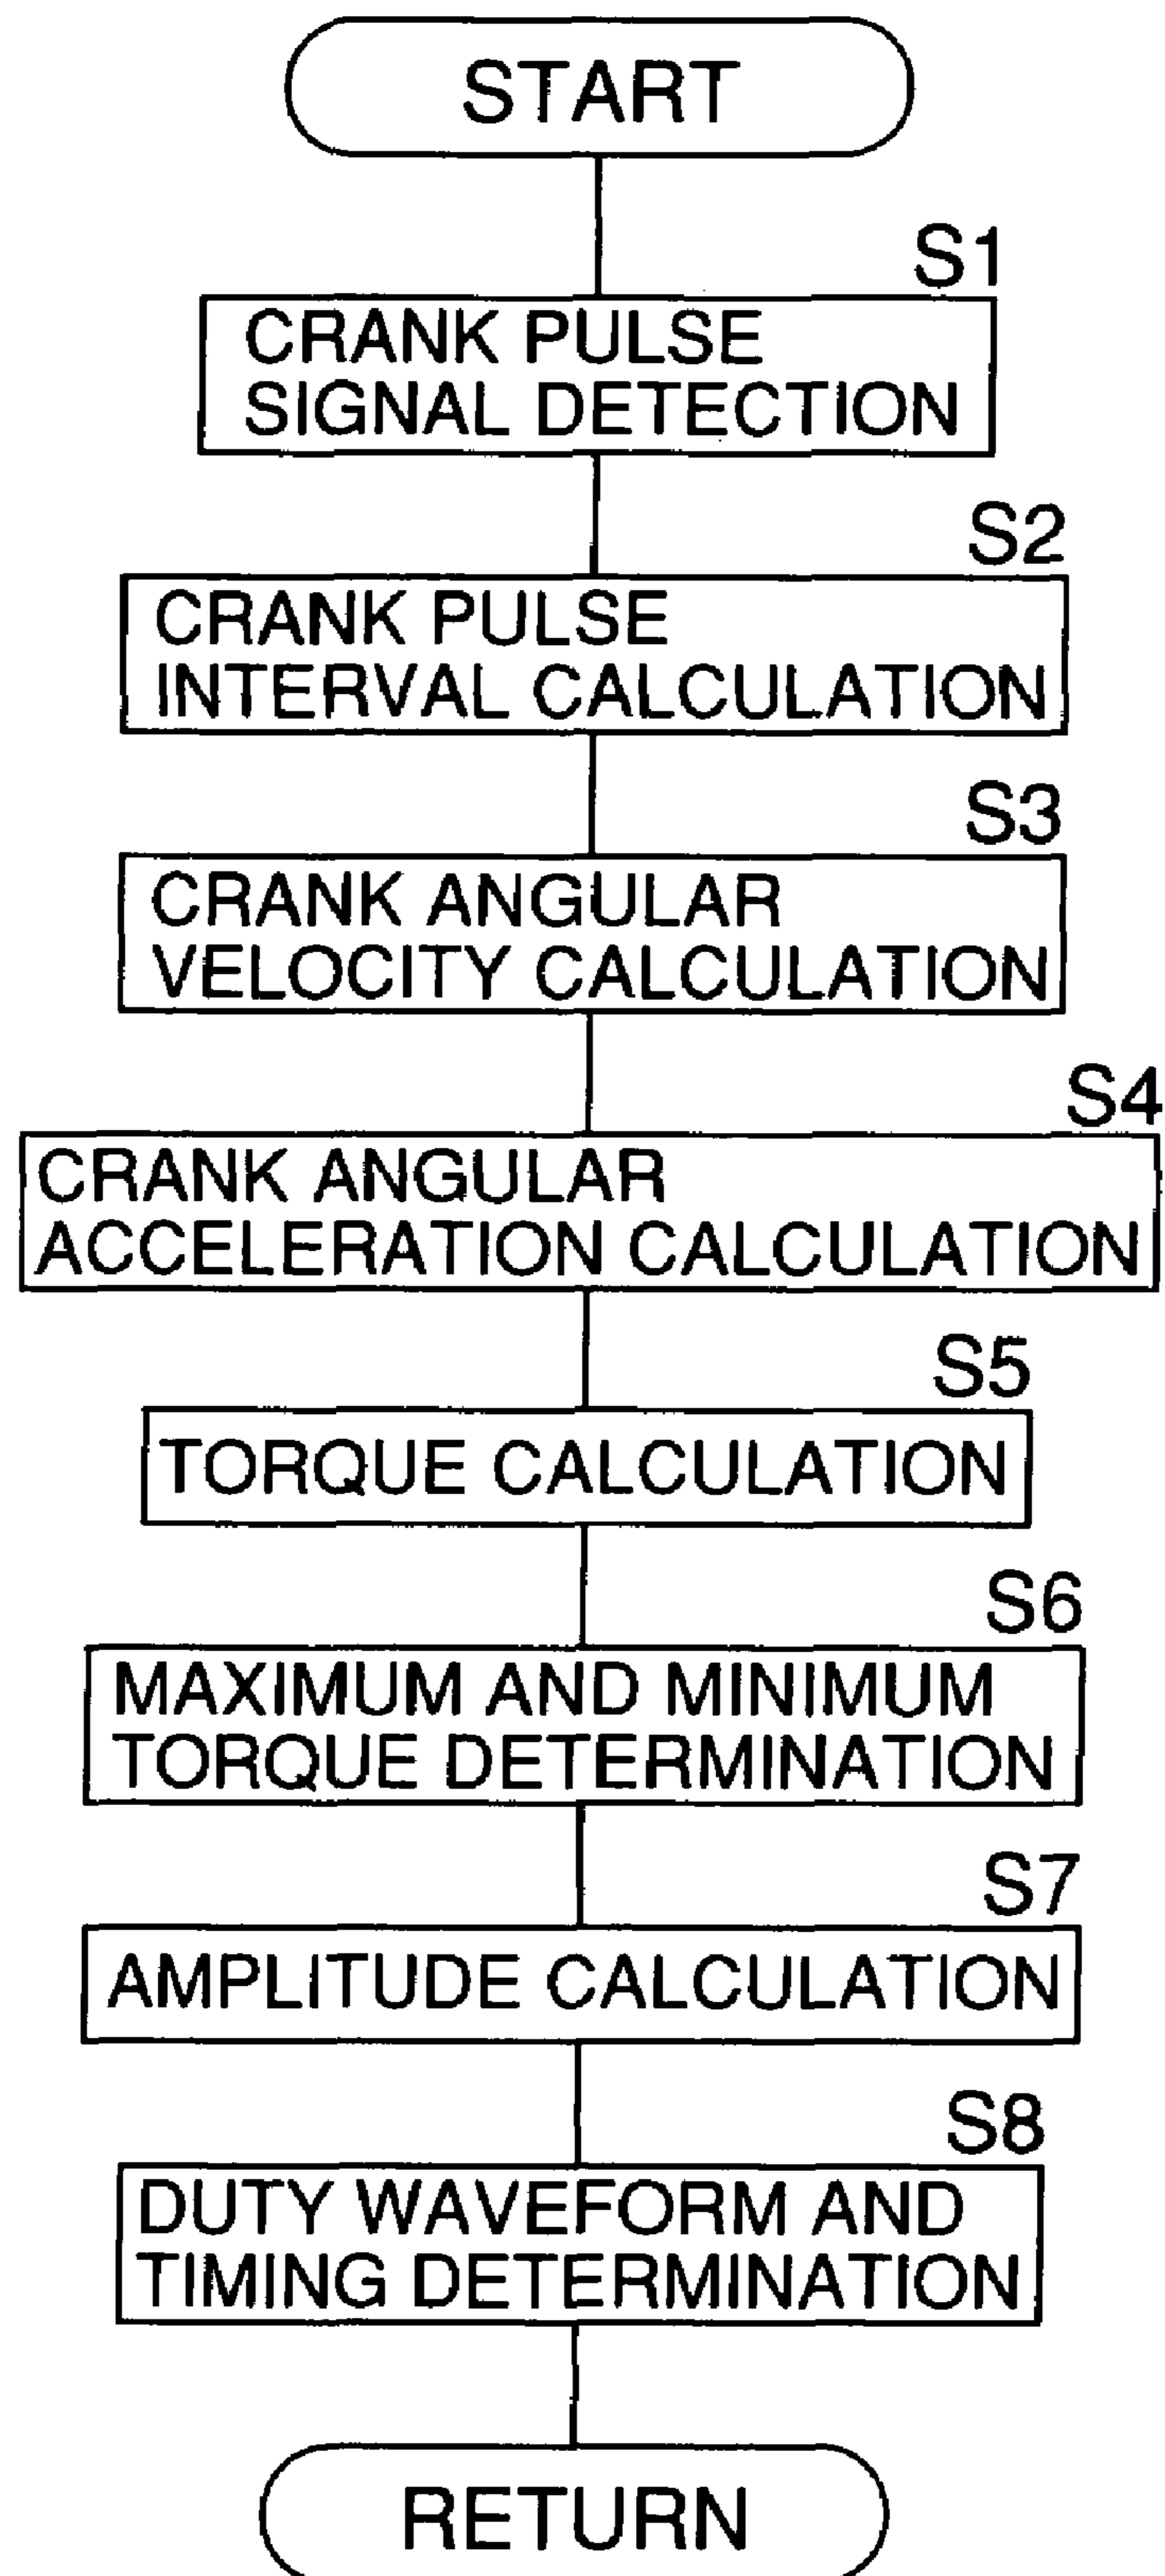 START
S1
CRANK PULSE
SIGNAL DETECTION
S2
CRANK PULSE
INTERVAL CALCULATION
S3
CRANK ANGULAR
VELOCITY CALCULATION
S4
CRANK ANGULAR
ACCELERATION CALCULATION
S5
TORQUE CALCULATION
S6
MAXIMUM AND MINIMUM
TORQUE DETERMINATION
S7
AMPLITUDE CALCULATION
S8
DUTY WAVEFORM AND
TIMING DETERMINATION
RETURN